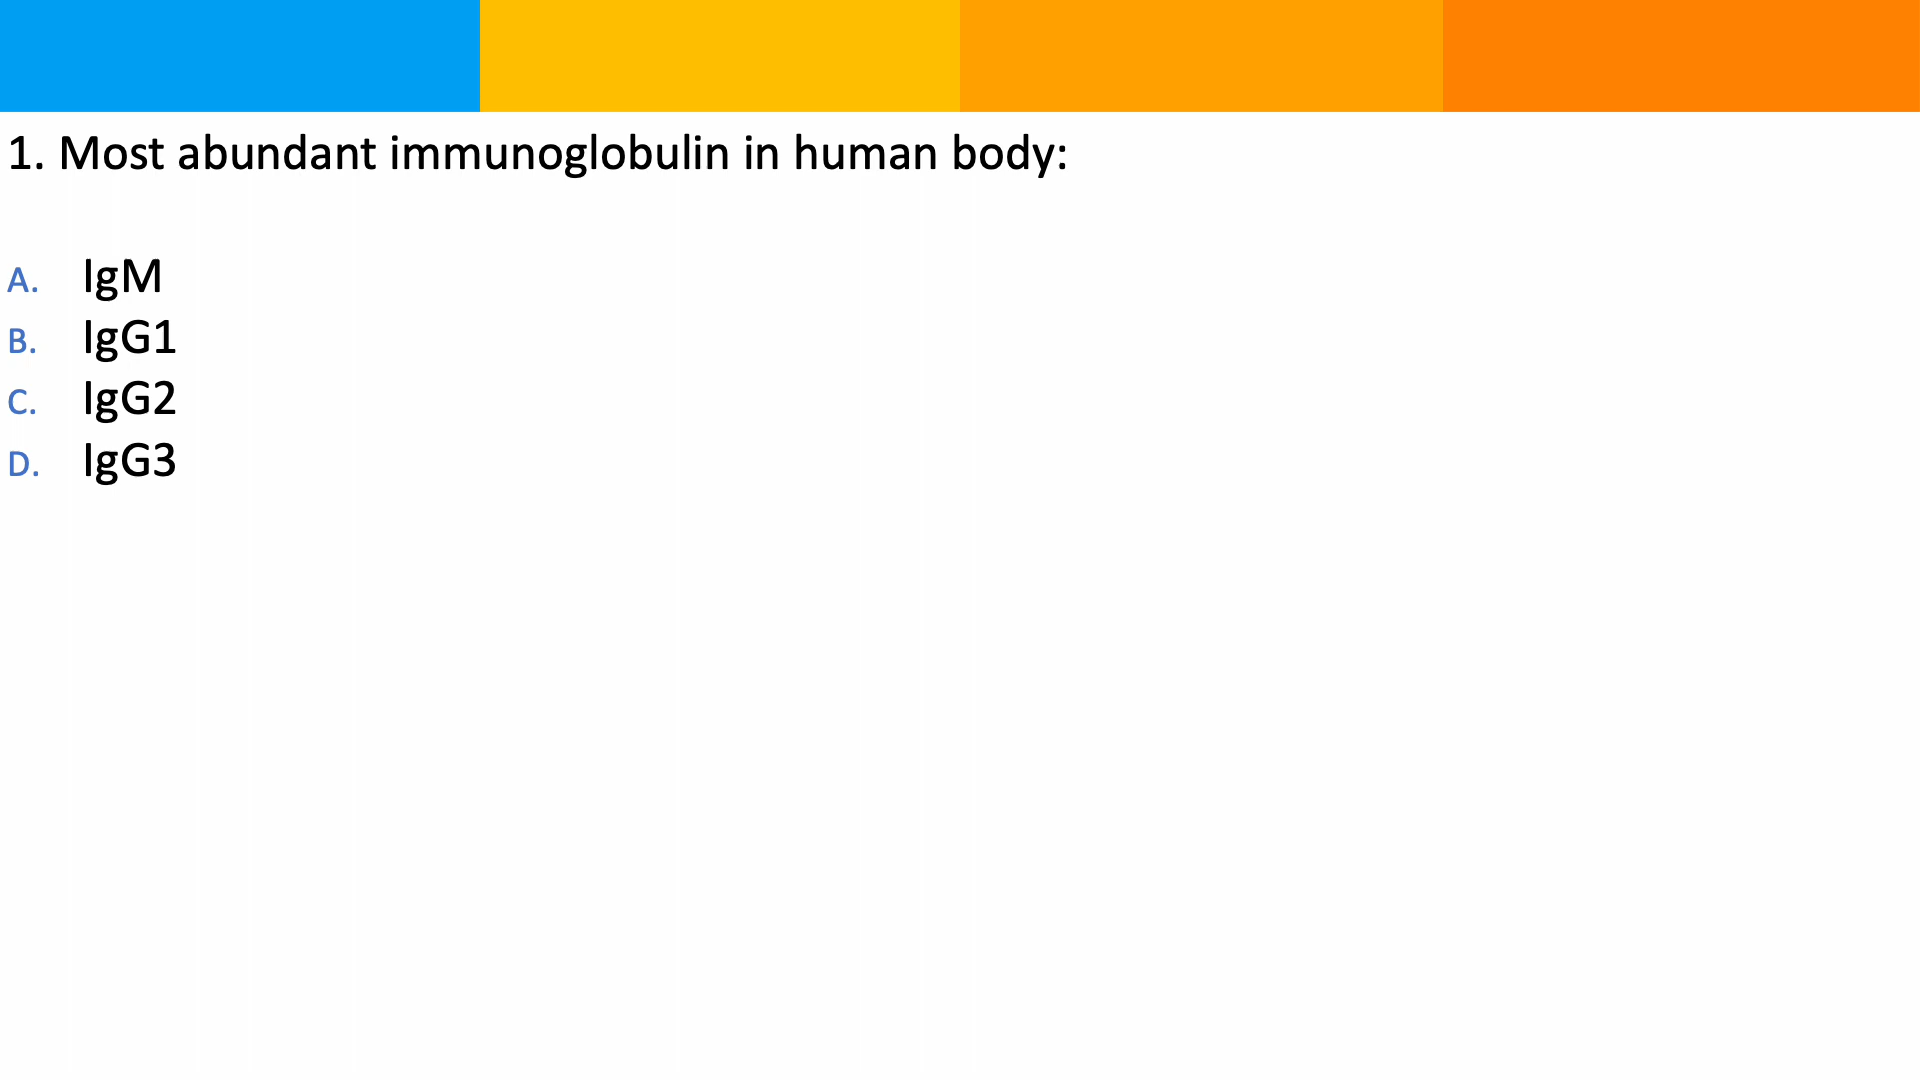 1. Most abundant immunoglobulin in human body:
A. IgM
B. IgG1
C. IgG2
D. IgG3